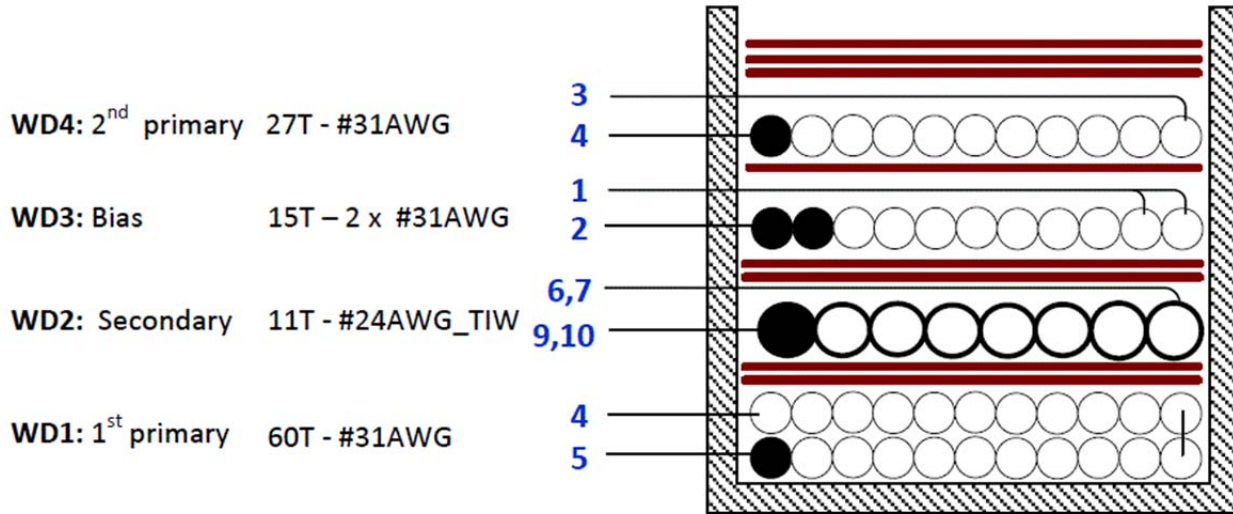 3
WD4: 2nd primary 27T - #31AWG
4
1
WD3: Bias 15T – 2 x #31AWG
2
6,7
WD2: Secondary 11T - #24AWG_TIW
9,10
4
WD1: 1st primary 60T - #31AWG
5